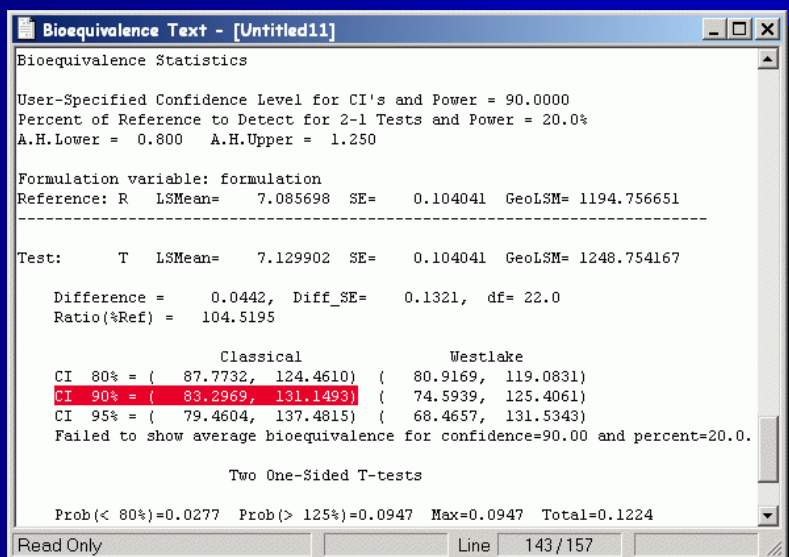 Bioequivalence Text - [Untitled11]
Bioequivalence Statistics
User-Specified Confidence Level for CI's and Power = 90.0000
Percent of Reference to Detect for 2-1 Tests and Power = 20.0%
A.H.Lower = 0.800 A.H.Upper = 1.250
Formulation variable: formulation
Reference: R LSMean= 7.085698 SE= 0.104041 GeoLSM= 1194.756651
------------------------------------------------------------------------
Test: T LSMean= 7.129902 SE= 0.104041 GeoLSM= 1248.754167
Difference = 0.0442, Diff_SE= 0.1321, df= 22.0
Ratio(%Ref) = 104.5195
Classical Westlake
CI 80% = ( 87.7732, 124.4610) ( 80.9169, 119.0831)
CI 90% = ( 83.2969, 131.1493) ( 74.5939, 125.4061)
CI 95% = ( 79.4604, 137.4815) ( 68.4657, 131.5343)
Failed to show average bioequivalence for confidence=90.00 and percent=20.0.
Two One-Sided T-tests
Prob(< 80%)=0.0277 Prob(> 125%)=0.0947 Max=0.0947 Total=0.1224
Read Only Line 143/157